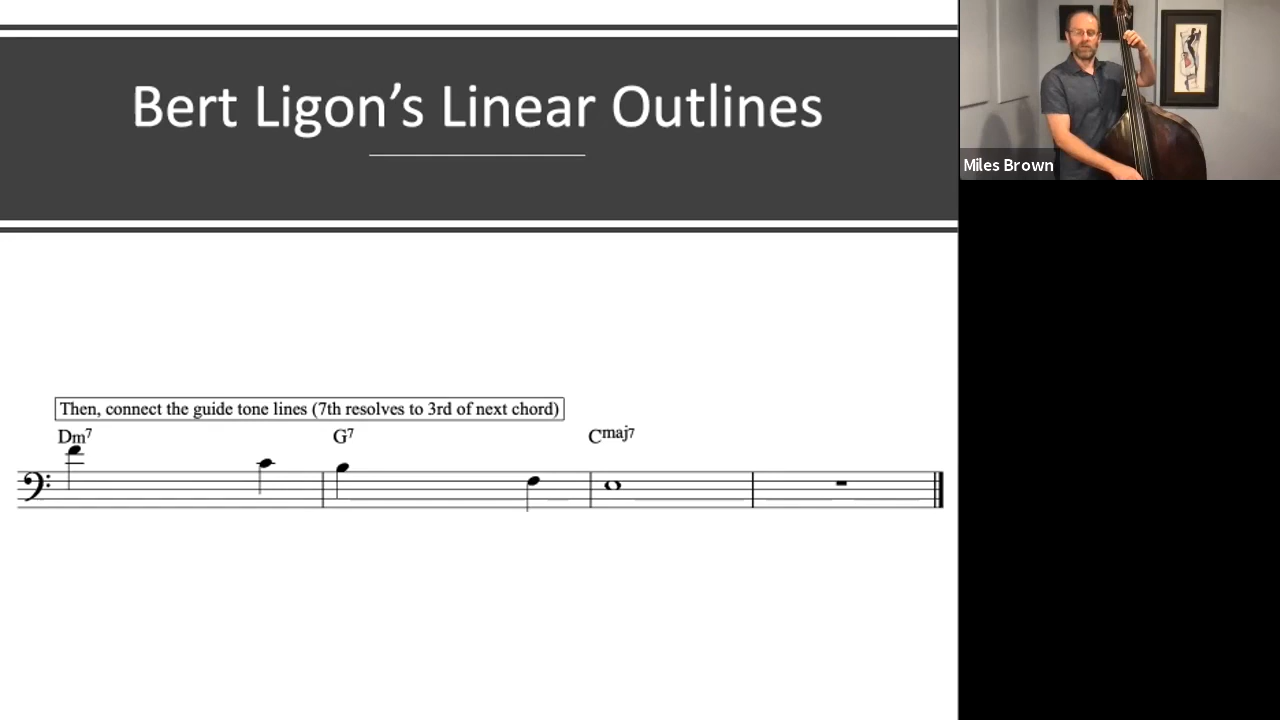 Bert Ligon’s Linear Outlines
Miles Brown
Then, connect the guide tone lines (7th resolves to 3rd of next chord)
Dm7 G7 Cmaj7